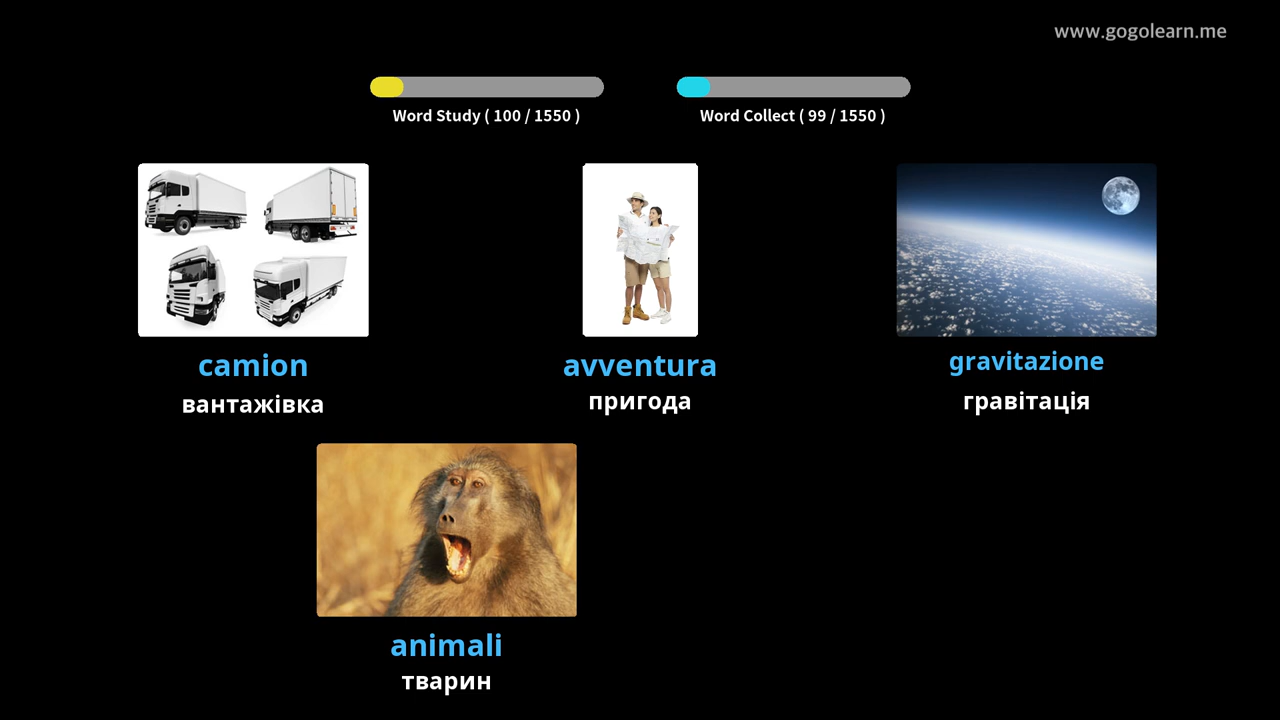 www.gogolearn.me
Word Study ( 100 / 1550 )
Word Collect ( 99 / 1550 )
camion
вантажівка
avventura
пригода
gravitazione
гравітація
animali
тварин